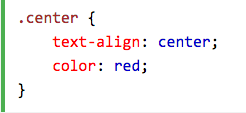 .center {
    text-align: center;
    color: red;
}